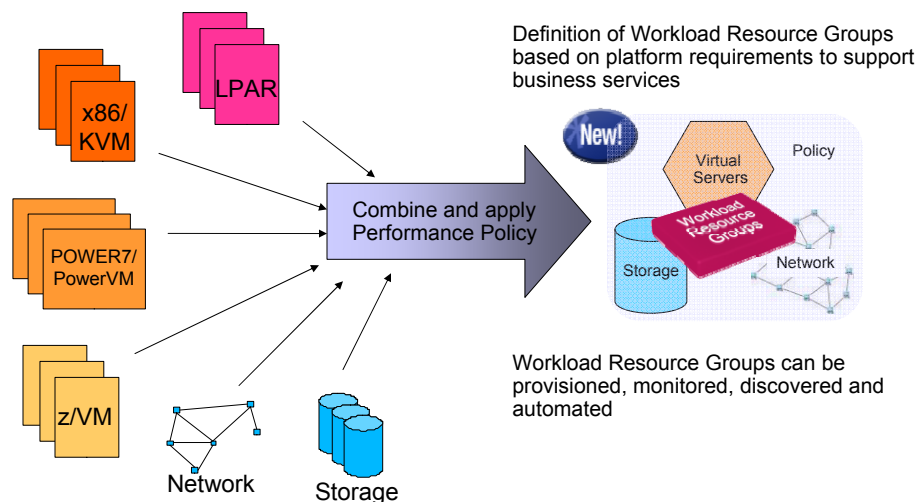 Definition of Workload Resource Groups
based on platform requirements to support
business services
LPAR
x86/
KVM
New!
Virtual
Servers
Policy
Combine and apply
Performance Policy
Workload
Resource
Groups
POWER7/
PowerVM
Storage
Network
Workload Resource Groups can be
provisioned, monitored, discovered and
automated
z/VM
Network
Storage